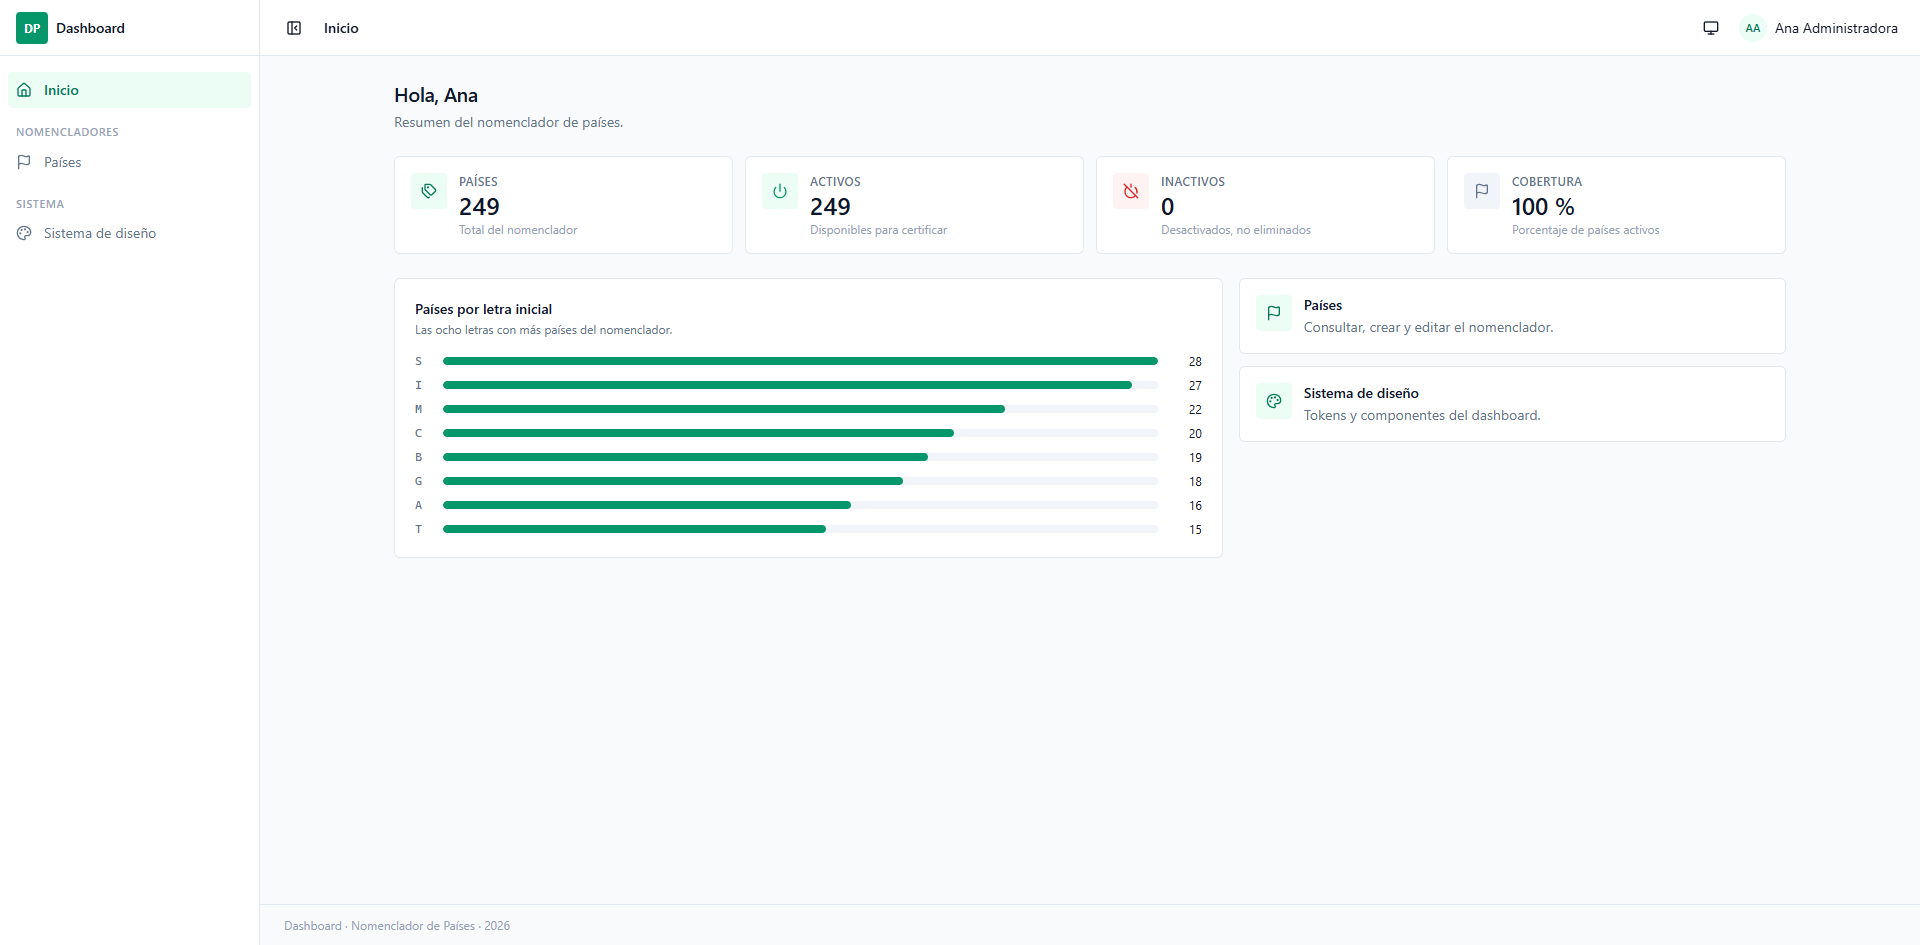 DP Dashboard
Inicio
AA Ana Administradora
Inicio
NOMENCLADORES
Países
SISTEMA
Sistema de diseño
Hola, Ana
Resumen del nomenclador de países.
PAÍSES
249
Total del nomenclador
ACTIVOS
249
Disponibles para certificar
INACTIVOS
0
Desactivados, no eliminados
COBERTURA
100 %
Porcentaje de países activos
Países por letra inicial
Las ocho letras con más países del nomenclador.
S 28
I 27
M 22
C 20
B 19
G 18
A 16
T 15
Países
Consultar, crear y editar el nomenclador.
Sistema de diseño
Tokens y componentes del dashboard.
Dashboard · Nomenclador de Países · 2026